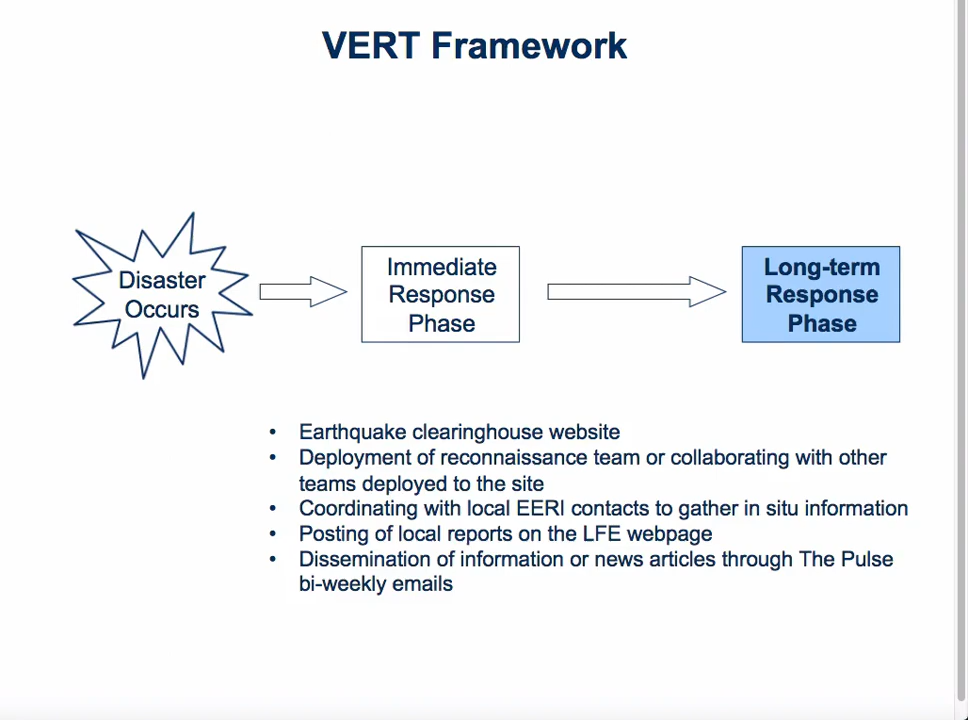 VERT Framework
Disaster
Occurs
Immediate
Response
Phase
Long-term
Response
Phase
• Earthquake clearinghouse website
• Deployment of reconnaissance team or collaborating with other
teams deployed to the site
• Coordinating with local EERI contacts to gather in situ information
• Posting of local reports on the LFE webpage
• Dissemination of information or news articles through The Pulse
bi-weekly emails